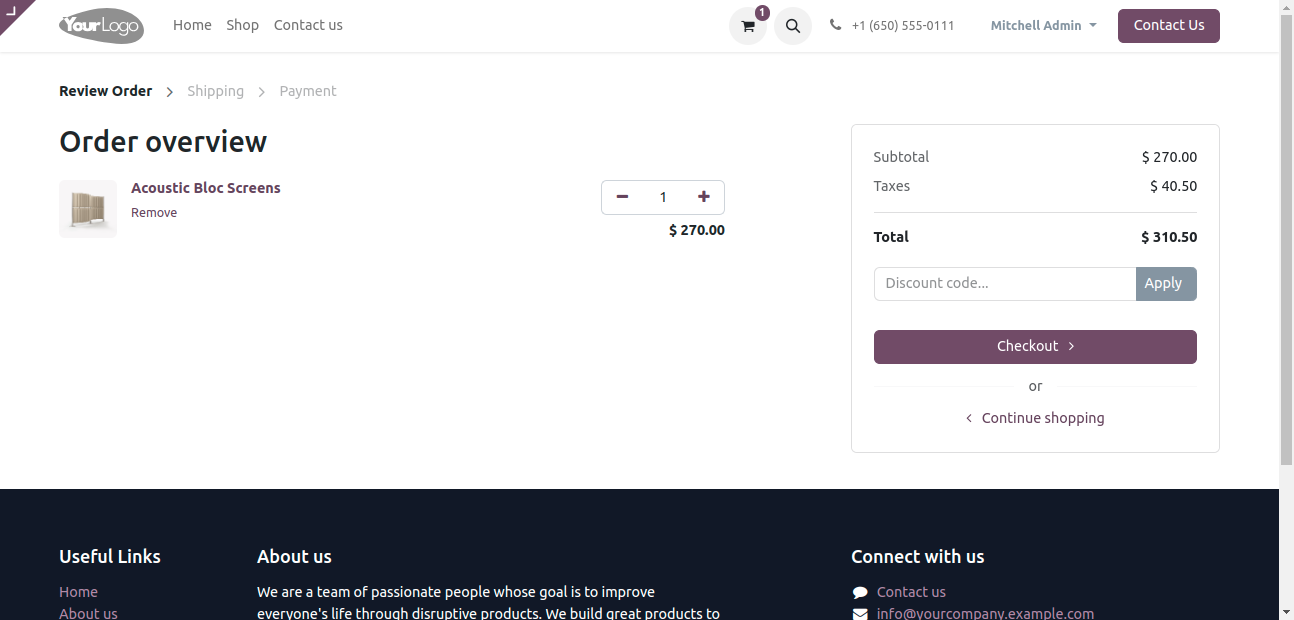 YourLogo
Home Shop Contact us
1
+1 (650) 555-0111
Mitchell Admin
Contact Us
Review Order > Shipping > Payment
Order overview
Acoustic Bloc Screens
Remove
1
$ 270.00
Subtotal $ 270.00
Taxes $ 40.50
Total $ 310.50
Discount code... Apply
Checkout >
or
< Continue shopping
Useful Links
Home
About us
About us
We are a team of passionate people whose goal is to improve
everyone's life through disruptive products. We build great products to
Connect with us
Contact us
info@yourcompany.example.com